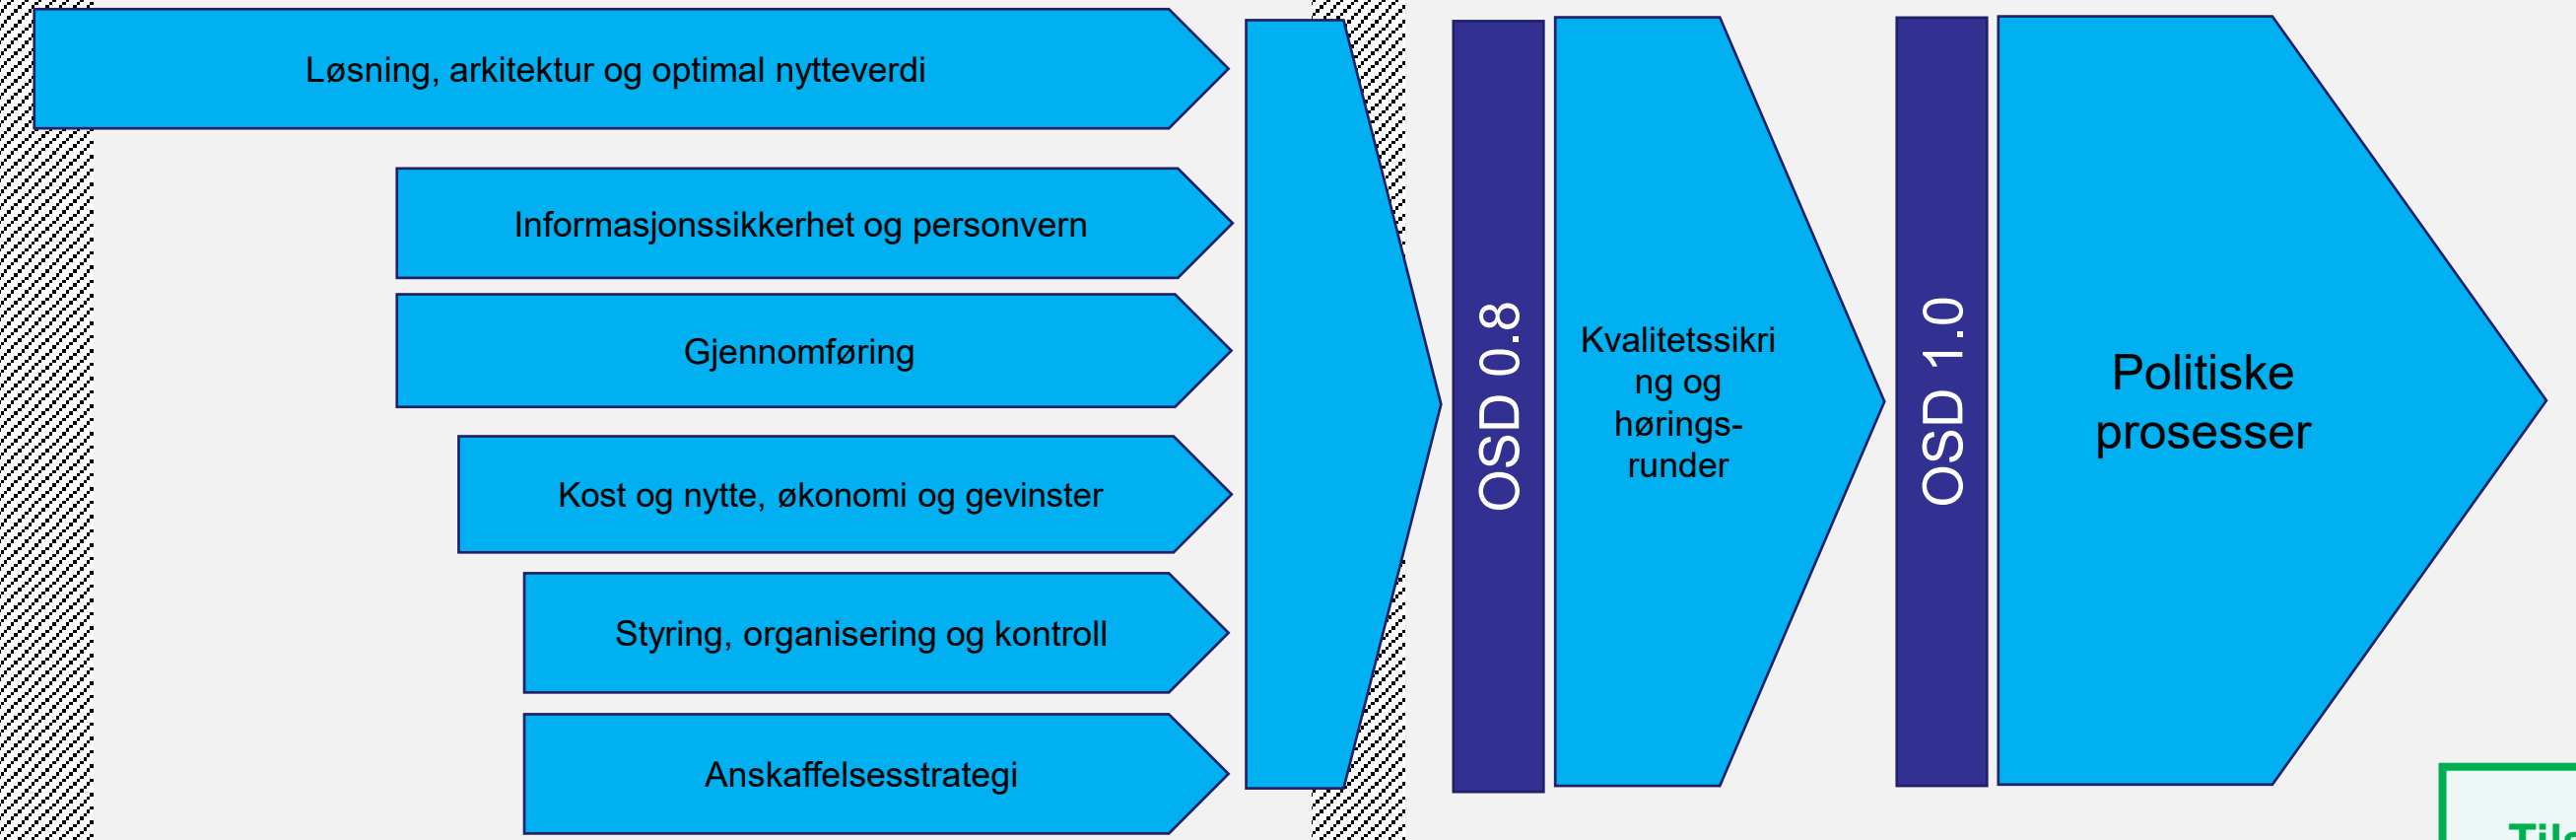 Løsning, arkitektur og optimal nytteverdi
Informasjonssikkerhet og personvern
Gjennomføring
Kost og nytte, økonomi og gevinster
Styring, organisering og kontroll
Anskaffelsesstrategi
OSD 0.8
Kvalitetssikri
ng og
hørings-
runder
OSD 1.0
Politiske
prosesser